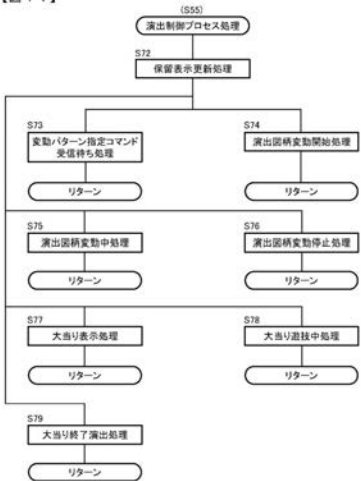 (S55)
演出制御プロセス処理
S72
保留表示更新処理
S73
変動パターン指定コマンド
受信待ち処理
リターン
S74
演出図柄変動開始処理
リターン
S75
演出図柄変動中処理
リターン
S76
演出図柄変動停止処理
リターン
S77
大当り表示処理
リターン
S78
大当り遊技中処理
リターン
S79
大当り終了演出処理
リターン